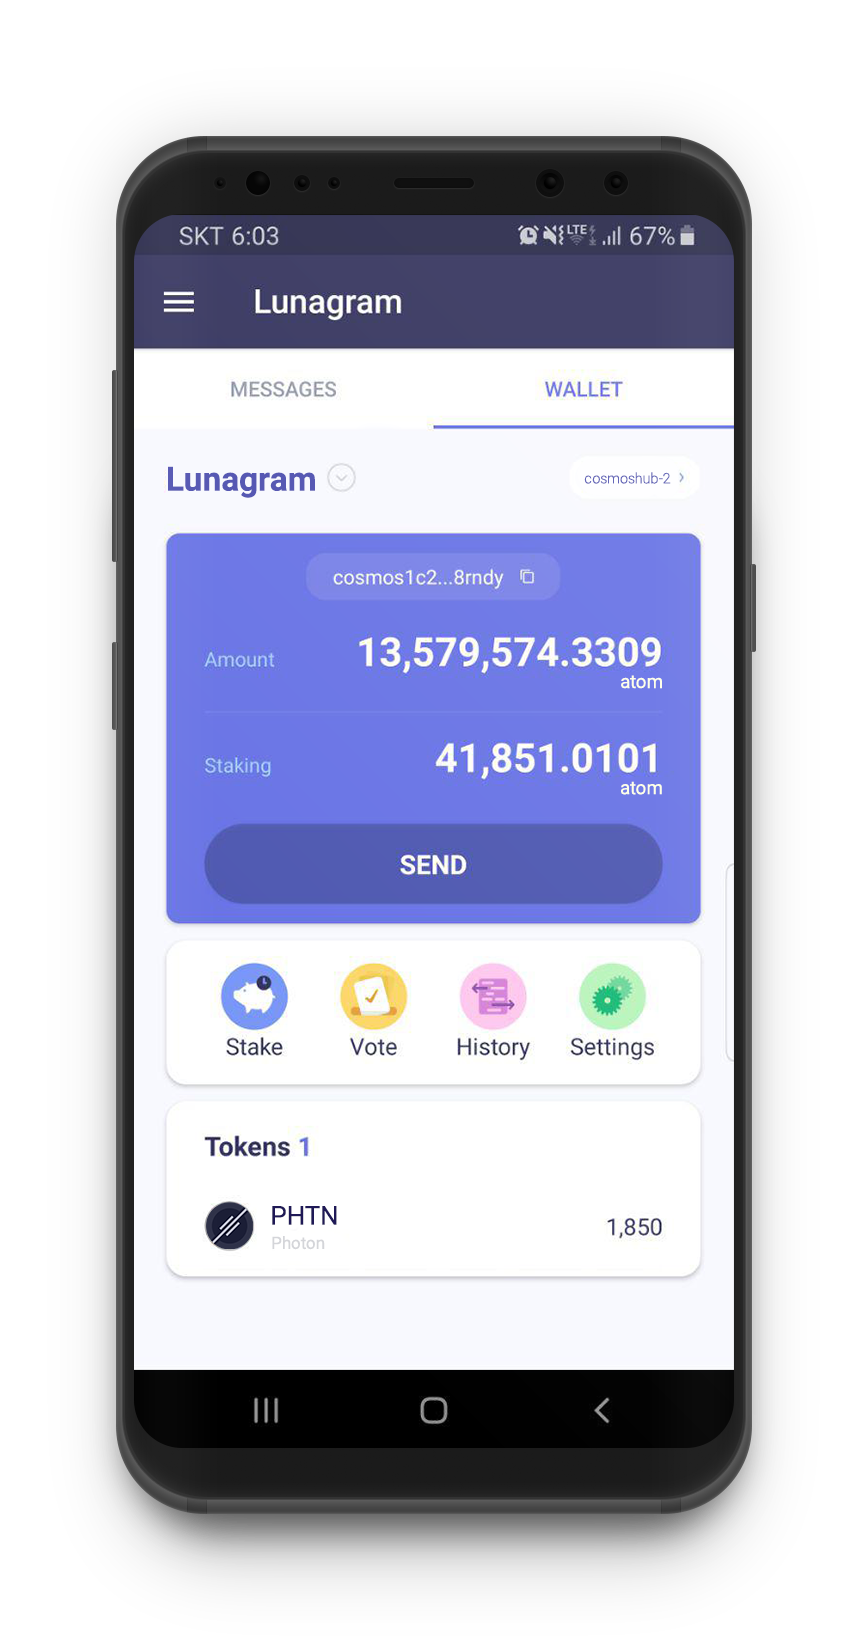 SKT 6:03
LTE
67%
Lunagram
MESSAGES
WALLET
Lunagram
cosmoshub-2
cosmos1c2...8rndy
Amount
13,579,574.3309
atom
Staking
41,851.0101
atom
SEND
Stake
Vote
History
Settings
Tokens 1
PHTN
Photon
1,850